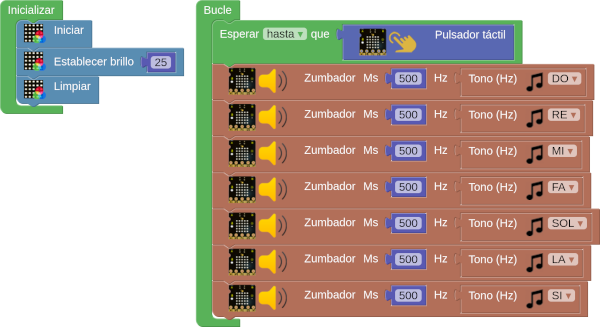 Inicializar
Iniciar
Establecer brillo 25
Limpiar
Bucle
Esperar hasta que Pulsador táctil
Zumbador Ms 500 Hz Tono (Hz) DO
Zumbador Ms 500 Hz Tono (Hz) RE
Zumbador Ms 500 Hz Tono (Hz) MI
Zumbador Ms 500 Hz Tono (Hz) FA
Zumbador Ms 500 Hz Tono (Hz) SOL
Zumbador Ms 500 Hz Tono (Hz) LA
Zumbador Ms 500 Hz Tono (Hz) SI